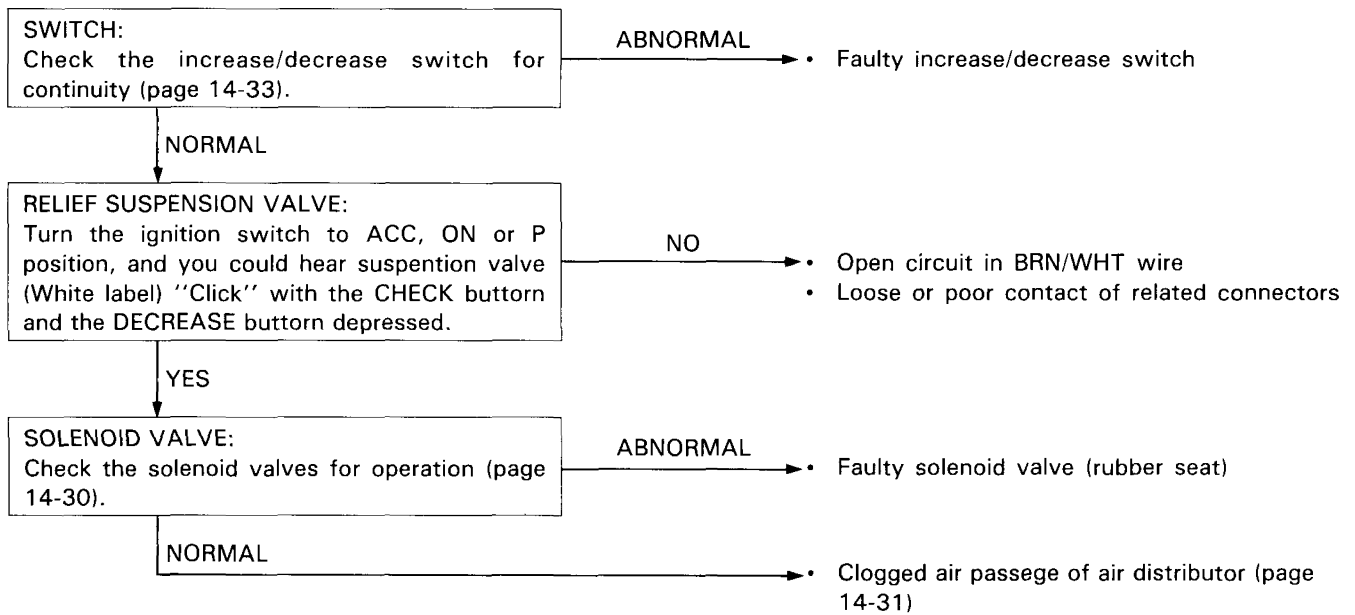 SWITCH:
Check the increase/decrease switch for
continuity (page 14-33).
ABNORMAL
• Faulty increase/decrease switch
NORMAL
RELIEF SUSPENSION VALVE:
Turn the ignition switch to ACC, ON or P
position, and you could hear suspention valve
(White label) ''Click'' with the CHECK buttorn
and the DECREASE buttorn depressed.
NO
• Open circuit in BRN/WHT wire
• Loose or poor contact of related connectors
YES
SOLENOID VALVE:
Check the solenoid valves for operation (page
14-30).
ABNORMAL
• Faulty solenoid valve (rubber seat)
NORMAL
• Clogged air passege of air distributor (page
14-31)